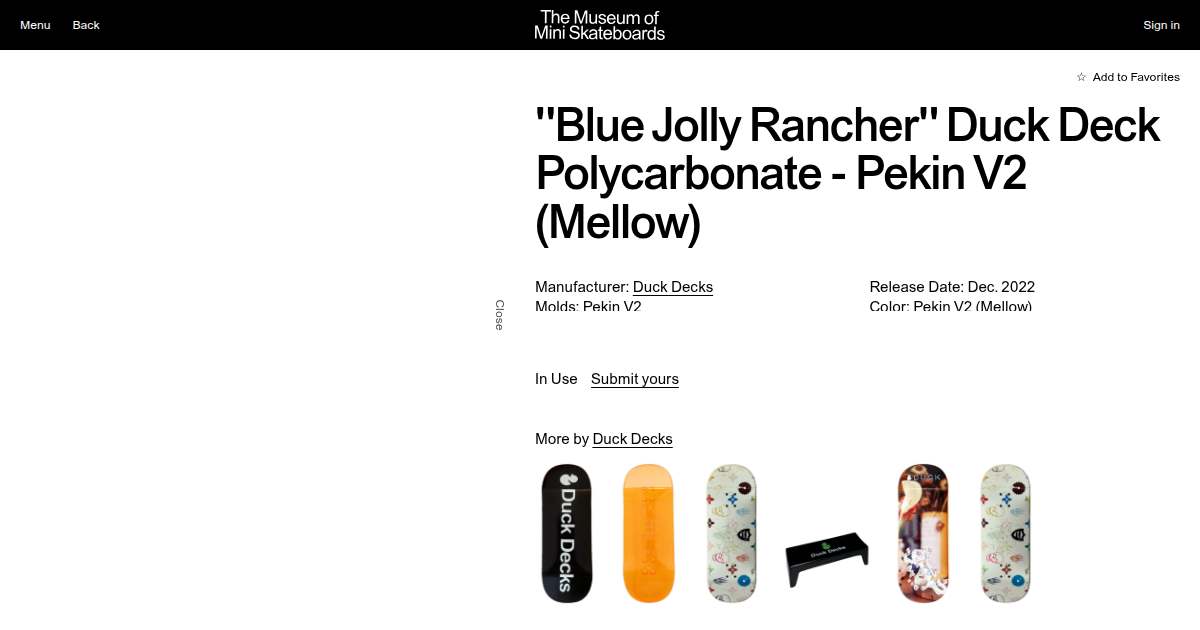 Menu
Back
The Museum of
Mini Skateboards
Sign in
☆ Add to Favorites
"Blue Jolly Rancher" Duck Deck
Polycarbonate - Pekin V2
(Mellow)
Manufacturer: Duck Decks
Release Date: Dec. 2022
Molds: Pekin V2
Color: Pekin V2 (Mellow)
Close
In Use
Submit yours
More by Duck Decks
Duck Decks
Duck Decks
DUCK